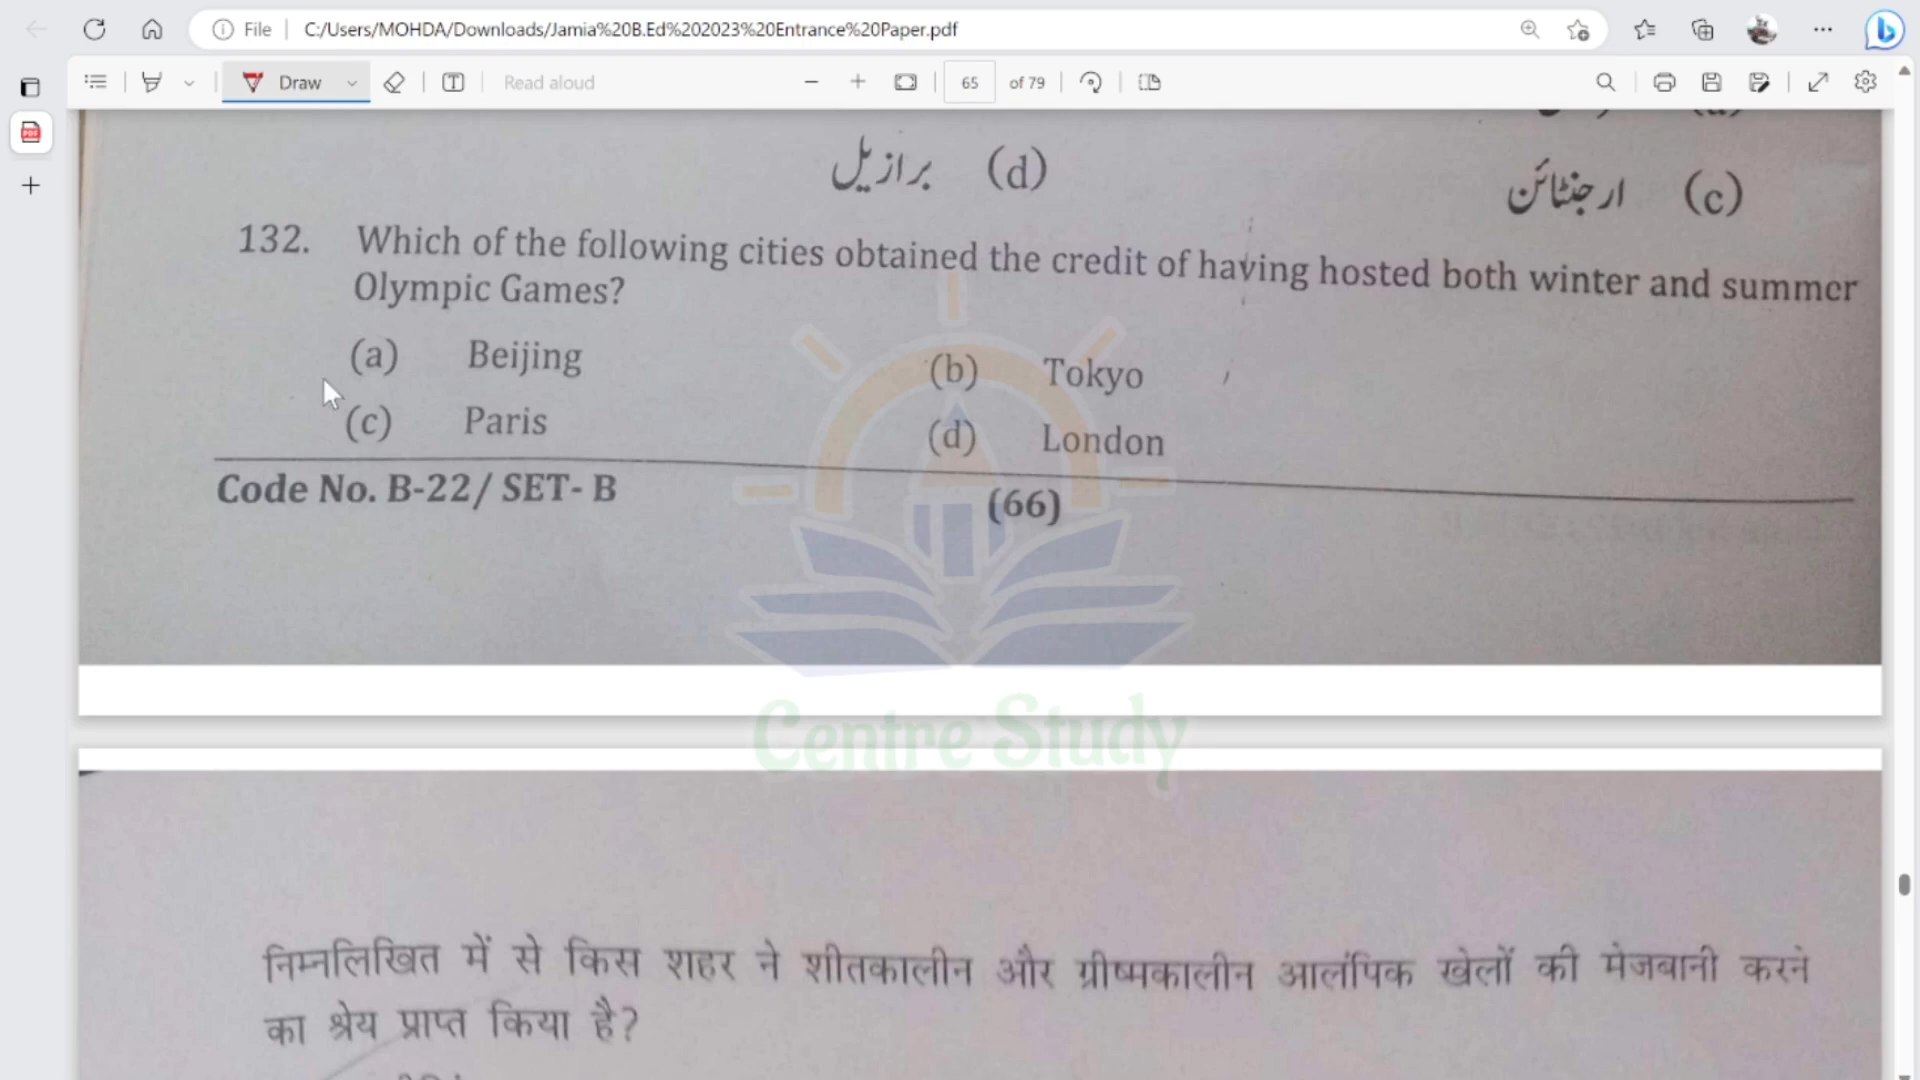 File
C:/Users/MOHDA/Downloads/Jamia%20B.Ed%202023%20Entrance%20Paper.pdf
Draw
Read aloud
65
of 79
(d) برازیل
(c) ارجنٹائن
132. Which of the following cities obtained the credit of having hosted both winter and summer
Olympic Games?
(a) Beijing
(b) Tokyo
(c) Paris
(d) London
Code No. B-22/ SET- B
(66)
Centre Study
निम्नलिखित में से किस शहर ने शीतकालीन और ग्रीष्मकालीन आलंपिक खेलों की मेजबानी करने
का श्रेय प्राप्त किया है?